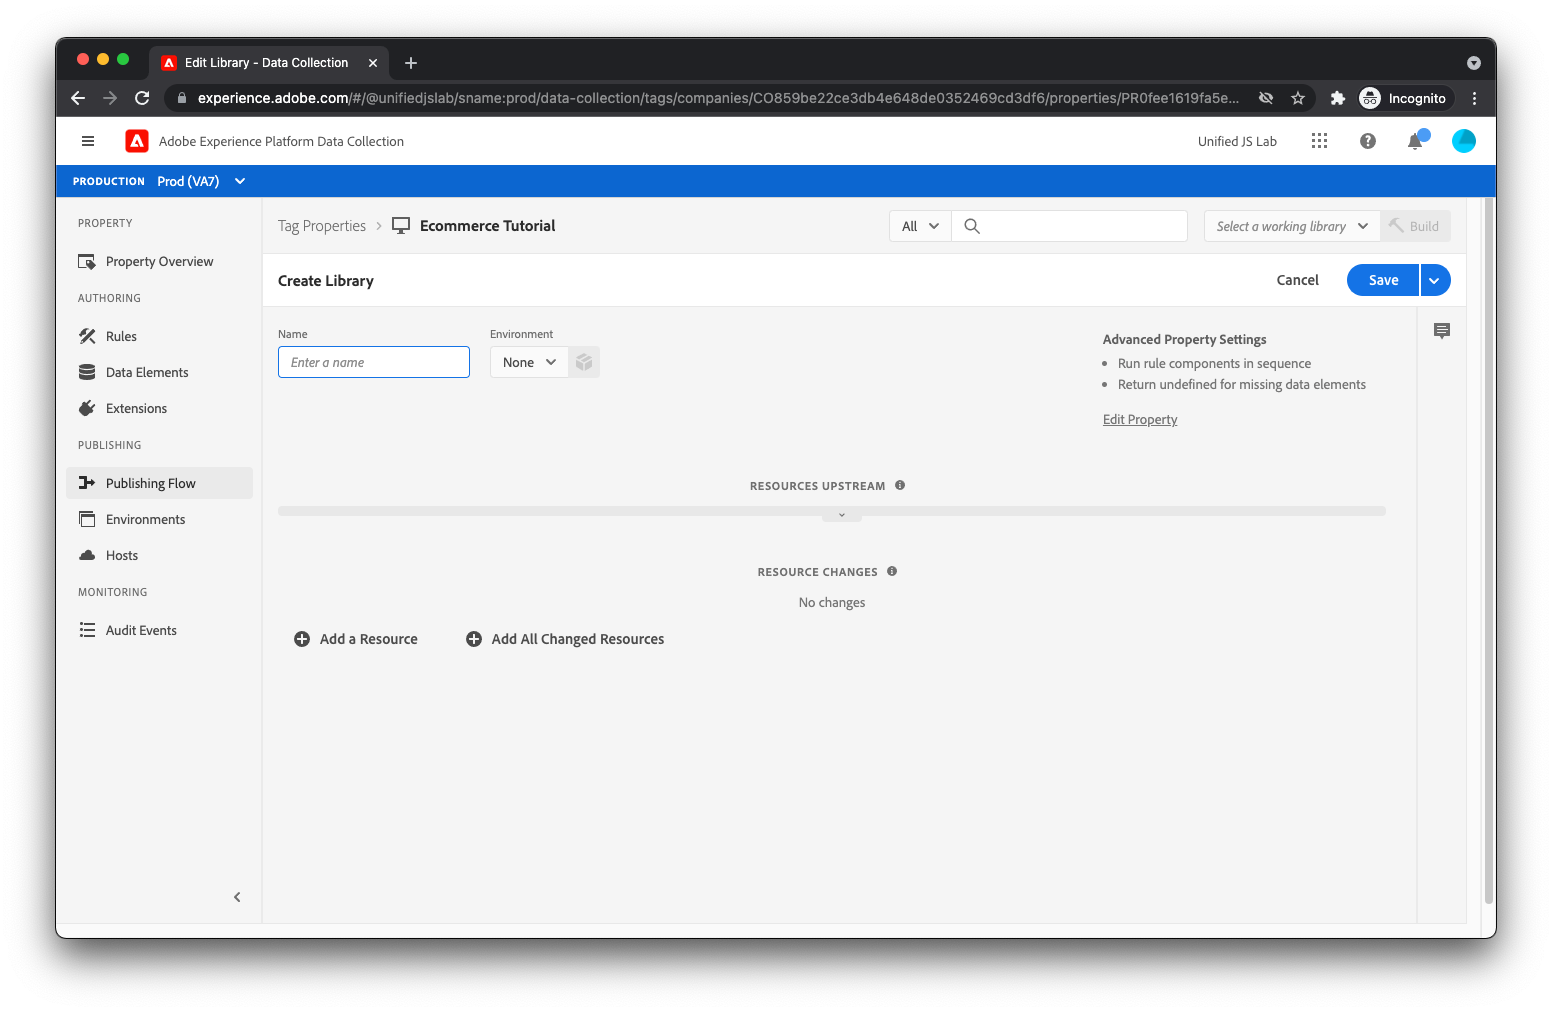 Edit Library - Data Collection
experience.adobe.com/#/@unifiedjslab/sname:prod/data-collection/tags/companies/CO859be22ce3db4e648de0352469cd3df6/properties/PR0fee1619fa5e...
Incognito
Adobe Experience Platform Data Collection
Unified JS Lab
PRODUCTION Prod (VA7)
PROPERTY
Property Overview
AUTHORING
Rules
Data Elements
Extensions
PUBLISHING
Publishing Flow
Environments
Hosts
MONITORING
Audit Events
Tag Properties > Ecommerce Tutorial
All
Select a working library
Build
Create Library
Cancel
Save
Name
Enter a name
Environment
None
Advanced Property Settings
• Run rule components in sequence
• Return undefined for missing data elements
Edit Property
RESOURCES UPSTREAM
RESOURCE CHANGES
No changes
Add a Resource
Add All Changed Resources